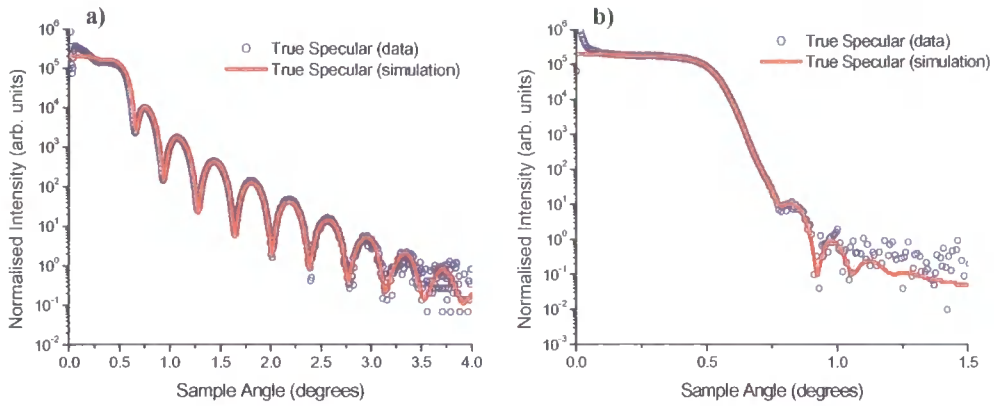 a)
True Specular (data)
True Specular (simulation)
Normalised Intensity (arb. units)
10^6
10^5
10^4
10^3
10^2
10^1
10^0
10^-1
10^-2
0.0 0.5 1.0 1.5 2.0 2.5 3.0 3.5 4.0
Sample Angle (degrees)
b)
True Specular (data)
True Specular (simulation)
Normalised Intensity (arb. units)
10^6
10^5
10^4
10^3
10^2
10^1
10^0
10^-1
10^-2
10^-3
0.0 0.5 1.0 1.5
Sample Angle (degrees)